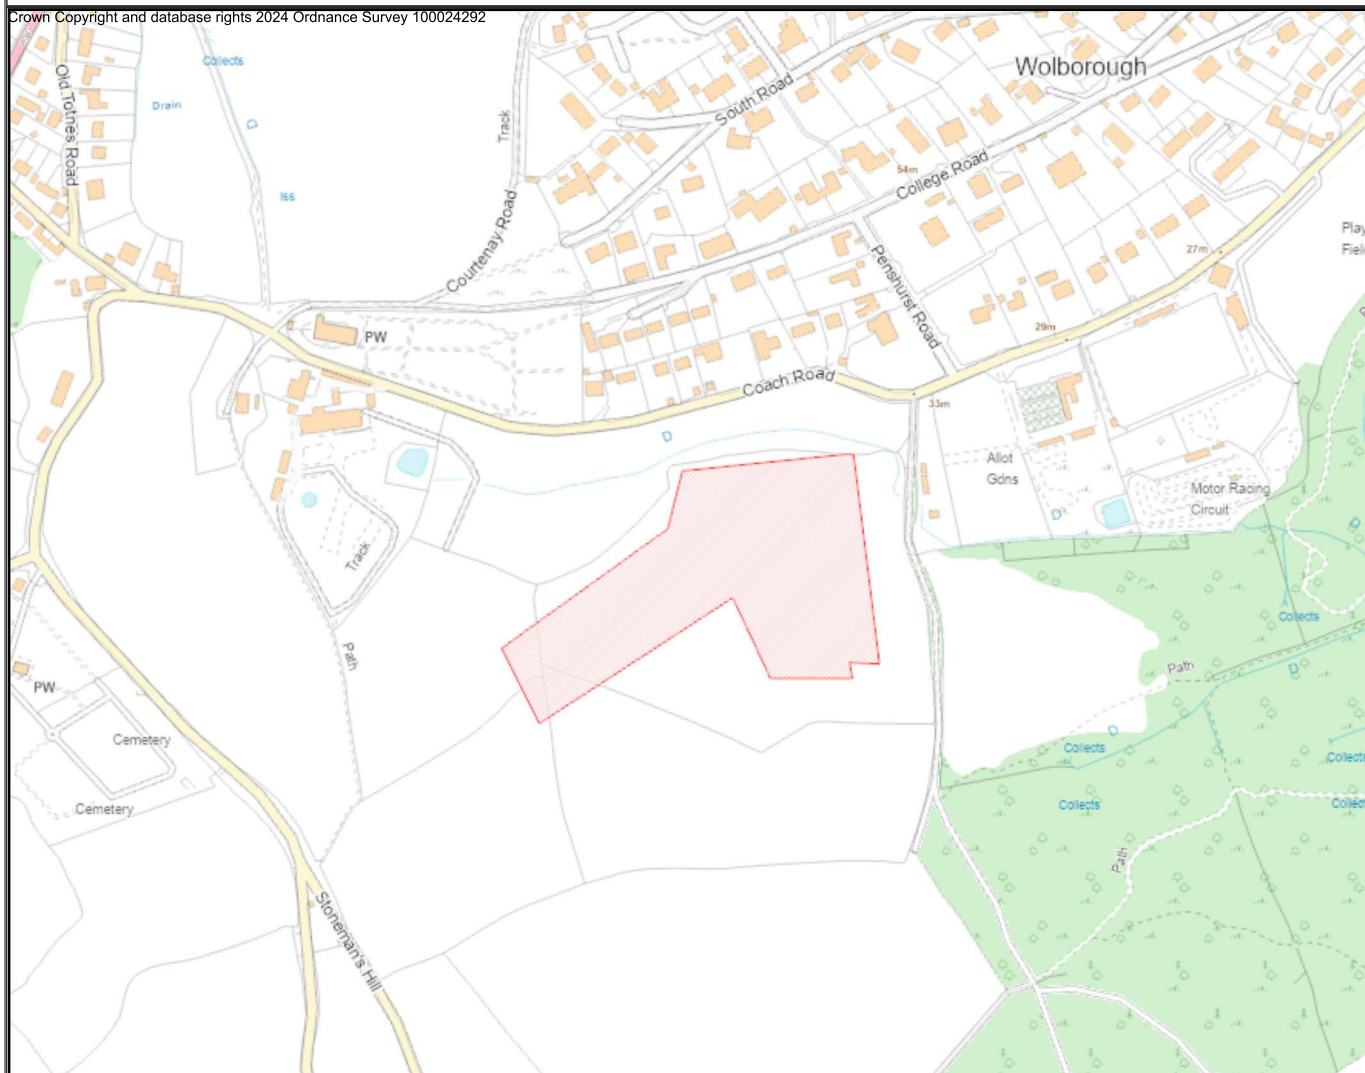 Crown Copyright and database rights 2024 Ordnance Survey 100024292
Collects
Wolborough
Old Totnes Road
South Road
Drain
D
Track
54m
College Road
Iss
Courtenay Road
Penshurst Road
27m
29m
PW
Coach Road
33m
D
Allot
Gdns
Motor Racing
Circuit
D
D
Track
Collects
Path
Path
D
PW
D
Cemetery
Collects
Collects
Collects
Cemetery
Path
Stoneman's Hill